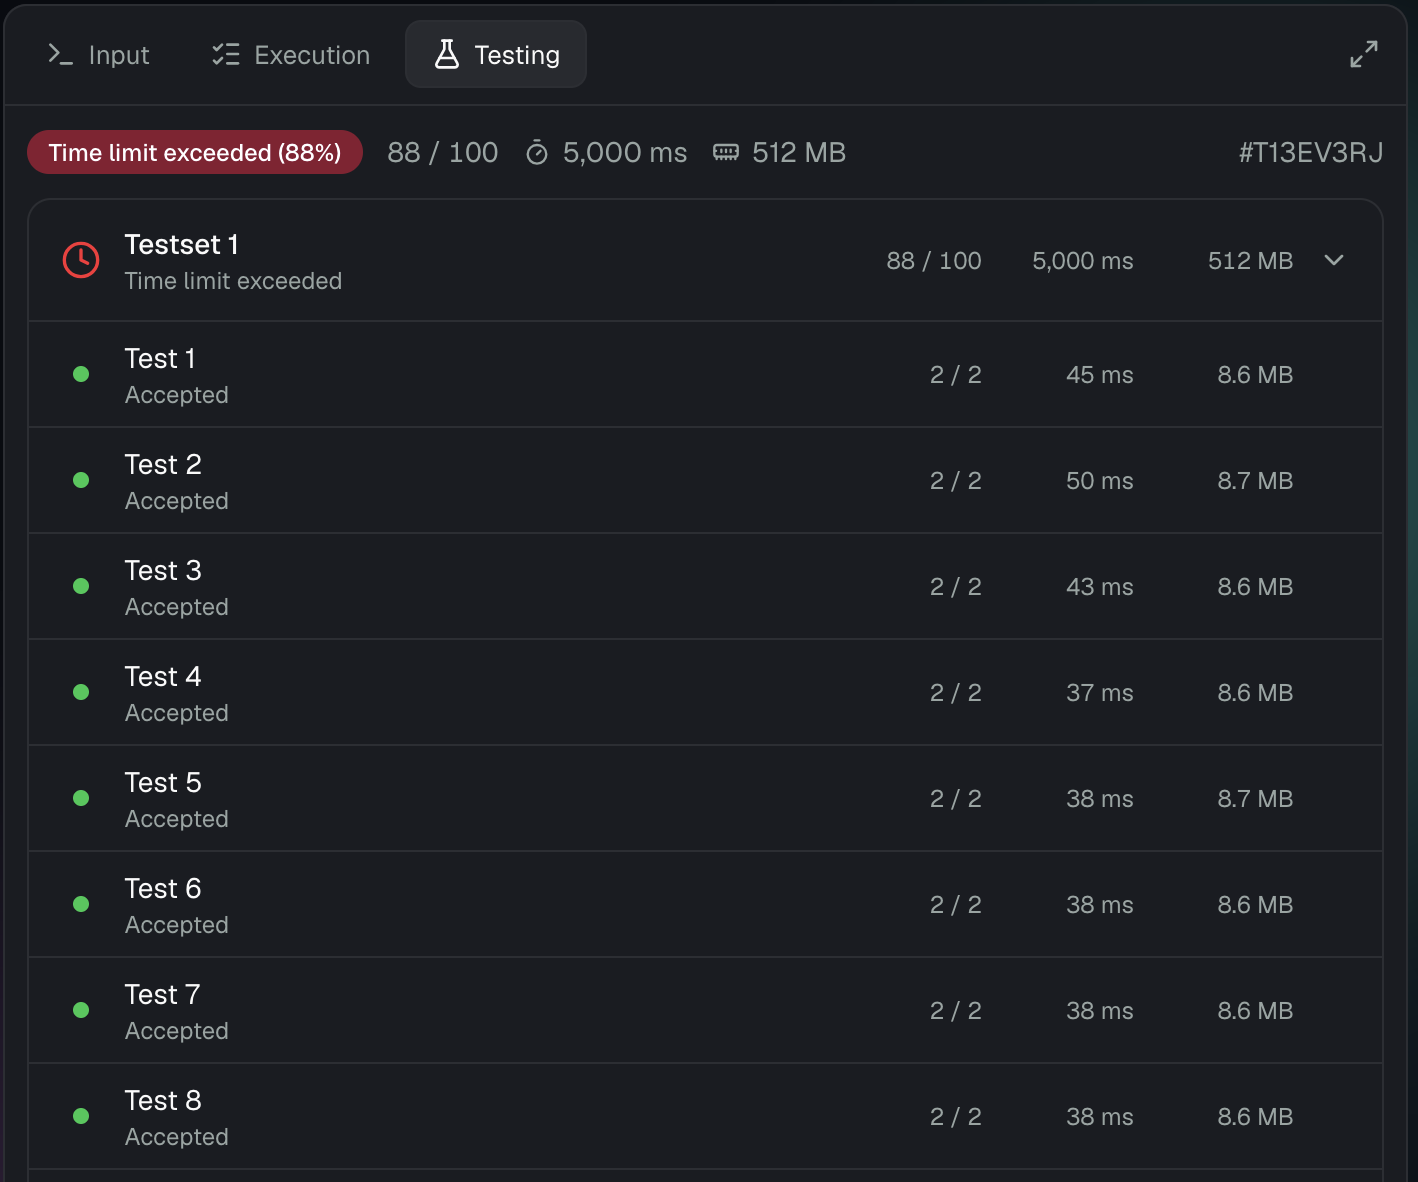 Input Execution Testing
Time limit exceeded (88%) 88 / 100 5,000 ms 512 MB #T13EV3RJ
Testset 1
Time limit exceeded
88 / 100 5,000 ms 512 MB
Test 1
Accepted
2 / 2 45 ms 8.6 MB
Test 2
Accepted
2 / 2 50 ms 8.7 MB
Test 3
Accepted
2 / 2 43 ms 8.6 MB
Test 4
Accepted
2 / 2 37 ms 8.6 MB
Test 5
Accepted
2 / 2 38 ms 8.7 MB
Test 6
Accepted
2 / 2 38 ms 8.6 MB
Test 7
Accepted
2 / 2 38 ms 8.6 MB
Test 8
Accepted
2 / 2 38 ms 8.6 MB